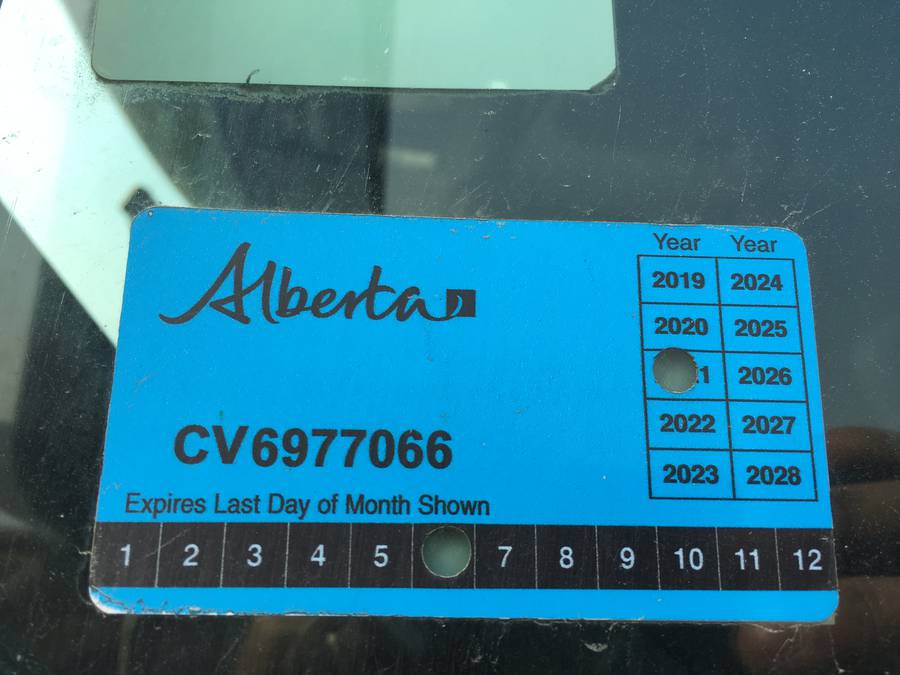 Alberta
Year Year
2019 2024
2020 2025
1 2026
2022 2027
2023 2028
CV6977066
Expires Last Day of Month Shown
1 2 3 4 5 7 8 9 10 11 12